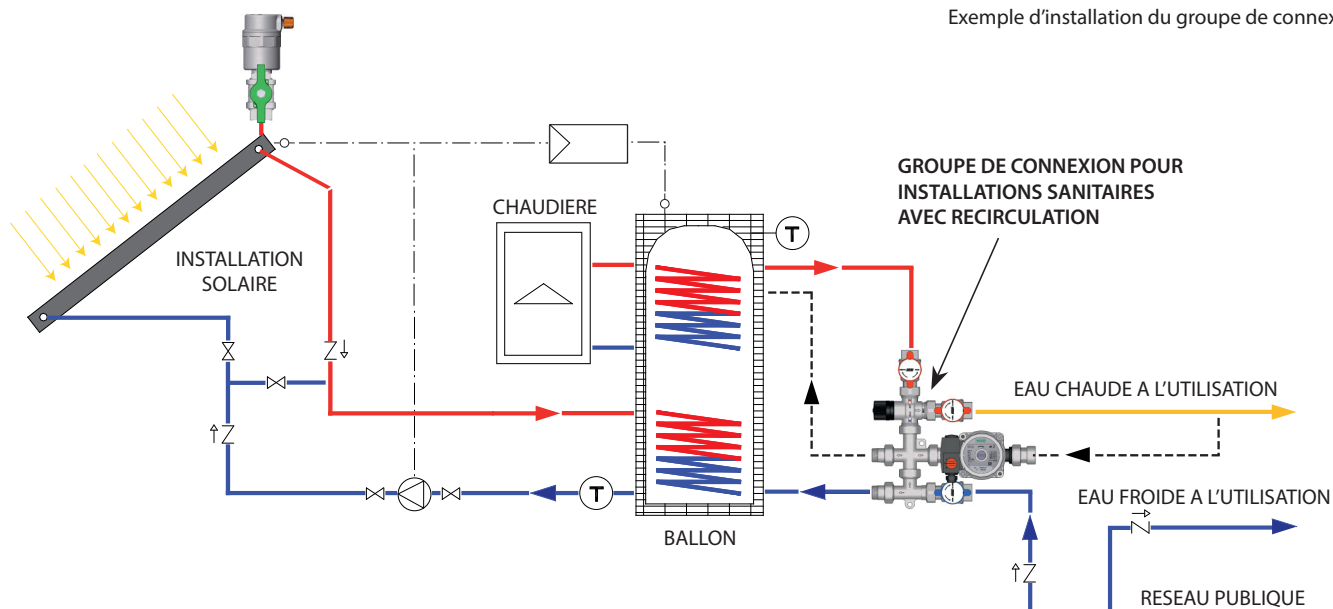 Exemple d'installation du groupe de connex
GROUPE DE CONNEXION POUR
INSTALLATIONS SANITAIRES
AVEC RECIRCULATION
CHAUDIERE
T
INSTALLATION
SOLAIRE
EAU CHAUDE A L'UTILISATION
T
EAU FROIDE A L'UTILISATION
BALLON
RESEAU PUBLIQUE